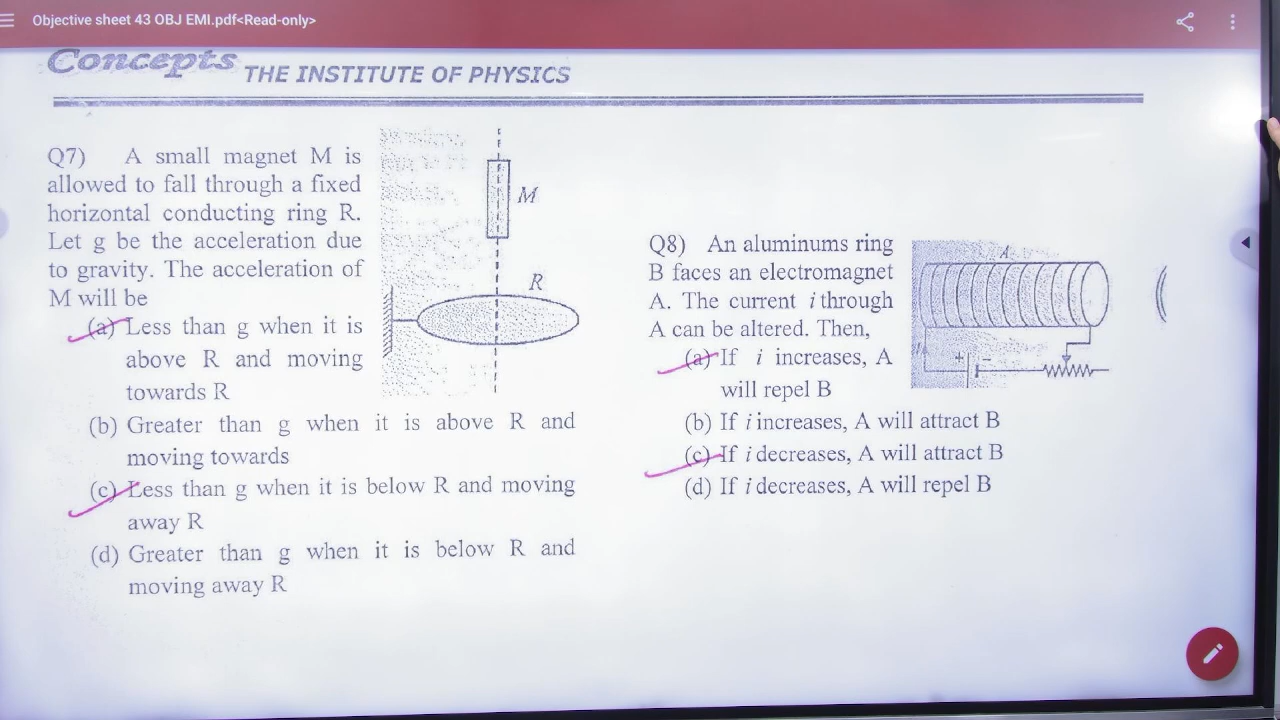 Objective sheet 43 OBJ EMI.pdf<Read-only>
Concepts THE INSTITUTE OF PHYSICS
Q7) A small magnet M is
allowed to fall through a fixed
horizontal conducting ring R.
Let g be the acceleration due
to gravity. The acceleration of
M will be
(a) Less than g when it is
above R and moving
towards R
(b) Greater than g when it is above R and
moving towards
(c) Less than g when it is below R and moving
away R
(d) Greater than g when it is below R and
moving away R
M
R
Q8) An aluminums ring
B faces an electromagnet
A. The current i through
A can be altered. Then,
(a) If i increases, A
will repel B
(b) If i increases, A will attract B
(c) If i decreases, A will attract B
(d) If i decreases, A will repel B
A
+ −